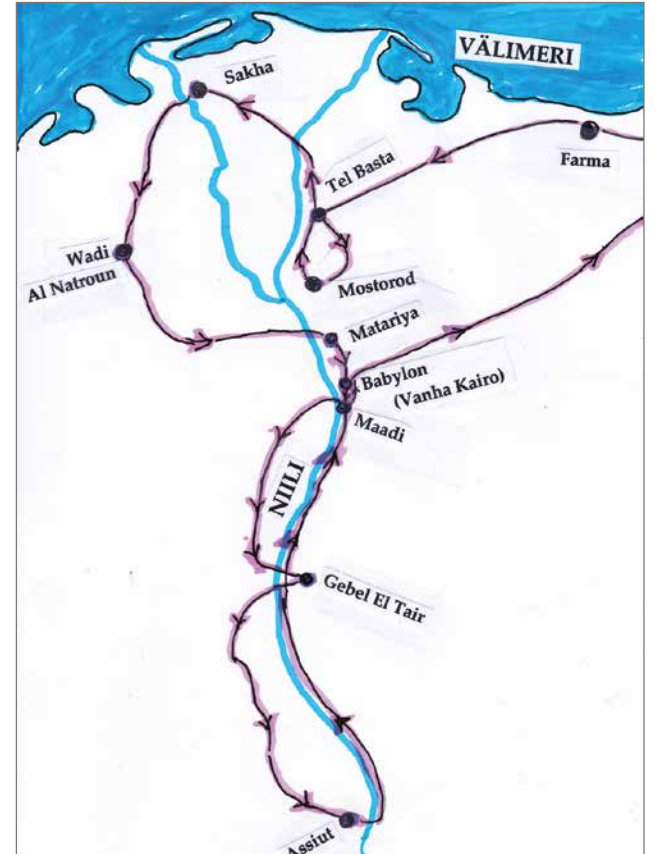 VÄLIMERI
Sakha
Farma
Tel Basta
Wadi
Al Natroun
Mostorod
Matariya
Babylon
(Vanha Kairo)
Maadi
NIILI
Gebel El Tair
Assiut